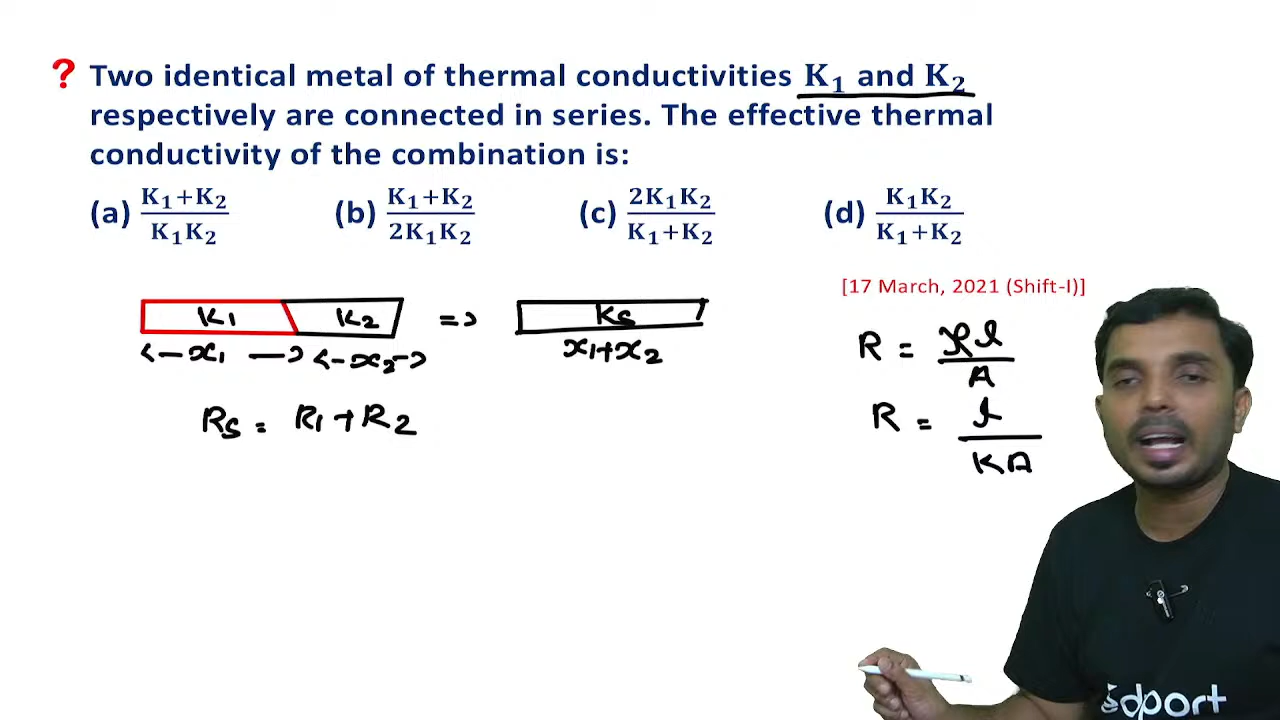 ? Two identical metal of thermal conductivities K₁ and K₂
respectively are connected in series. The effective thermal
conductivity of the combination is:
(a) K₁+K₂/K₁K₂ (b) K₁+K₂/2K₁K₂ (c) 2K₁K₂/K₁+K₂ (d) K₁K₂/K₁+K₂
[17 March, 2021 (Shift-I)]
K₁ K₂ => Ks
<-x₁-> <-x₂-> x₁+x₂
Rs = R₁+R₂
R = ρl/A
R = l/KA
edport